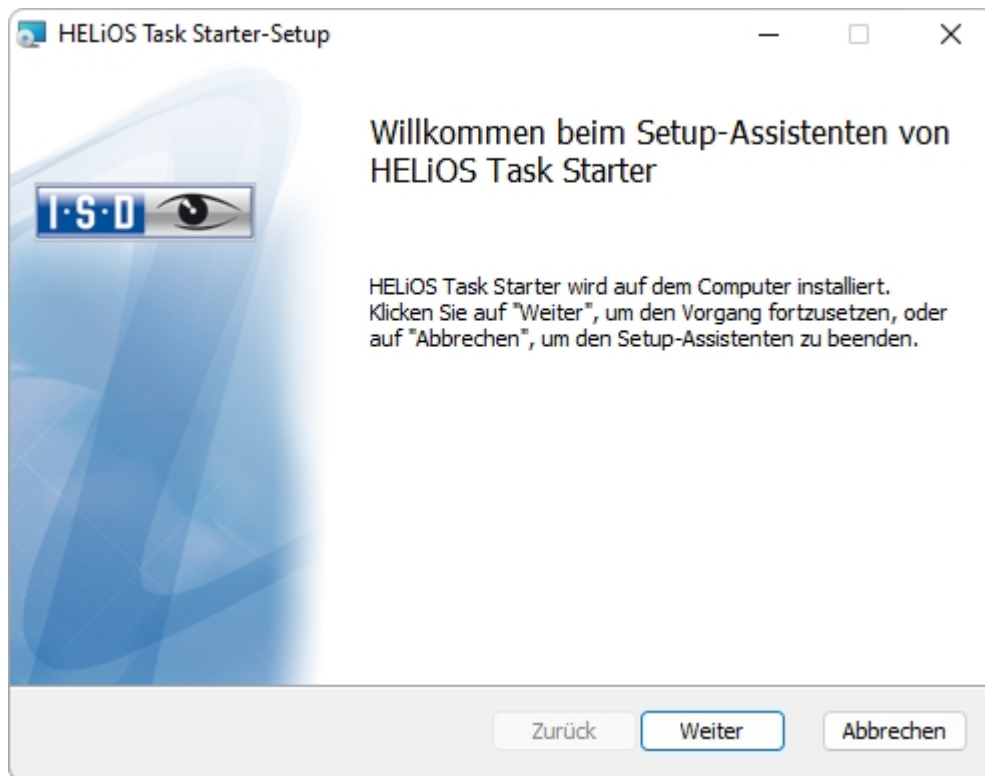 HELiOS Task Starter-Setup
Willkommen beim Setup-Assistenten von
HELiOS Task Starter
I·S·D
HELiOS Task Starter wird auf dem Computer installiert.
Klicken Sie auf "Weiter", um den Vorgang fortzusetzen, oder
auf "Abbrechen", um den Setup-Assistenten zu beenden.
Zurück
Weiter
Abbrechen